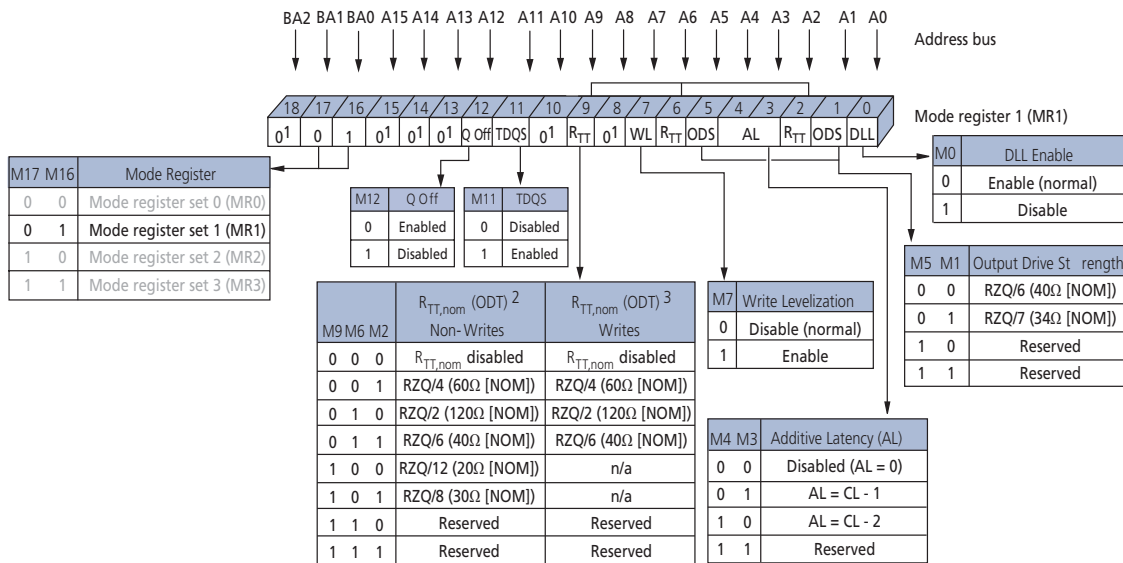 BA2 BA1 BA0 A15 A14 A13 A12 A11 A10 A9 A8 A7 A6 A5 A4 A3 A2 A1 A0
Address bus
18 17 16 15 14 13 12 11 10 9 8 7 6 5 4 3 2 1 0
0¹ 0 1 0¹ 0¹ 0¹ Q Off TDQS 0¹ RTT 0¹ WL RTT ODS AL RTT ODS DLL
Mode register 1 (MR1)
M17 M16 Mode Register
0 0 Mode register set 0 (MR0)
0 1 Mode register set 1 (MR1)
1 0 Mode register set 2 (MR2)
1 1 Mode register set 3 (MR3)
M12 Q Off
0 Enabled
1 Disabled
M11 TDQS
0 Disabled
1 Enabled
M0 DLL Enable
0 Enable (normal)
1 Disable
M5 M1 Output Drive St rength
0 0 RZQ/6 (40Ω [NOM])
0 1 RZQ/7 (34Ω [NOM])
1 0 Reserved
1 1 Reserved
M9 M6 M2 RTT,nom (ODT) 2 Non-Writes RTT,nom (ODT) 3 Writes
0 0 0 RTT,nom disabled RTT,nom disabled
0 0 1 RZQ/4 (60Ω [NOM]) RZQ/4 (60Ω [NOM])
0 1 0 RZQ/2 (120Ω [NOM]) RZQ/2 (120Ω [NOM])
0 1 1 RZQ/6 (40Ω [NOM]) RZQ/6 (40Ω [NOM])
1 0 0 RZQ/12 (20Ω [NOM]) n/a
1 0 1 RZQ/8 (30Ω [NOM]) n/a
1 1 0 Reserved Reserved
1 1 1 Reserved Reserved
M7 Write Levelization
0 Disable (normal)
1 Enable
M4 M3 Additive Latency (AL)
0 0 Disabled (AL = 0)
0 1 AL = CL - 1
1 0 AL = CL - 2
1 1 Reserved